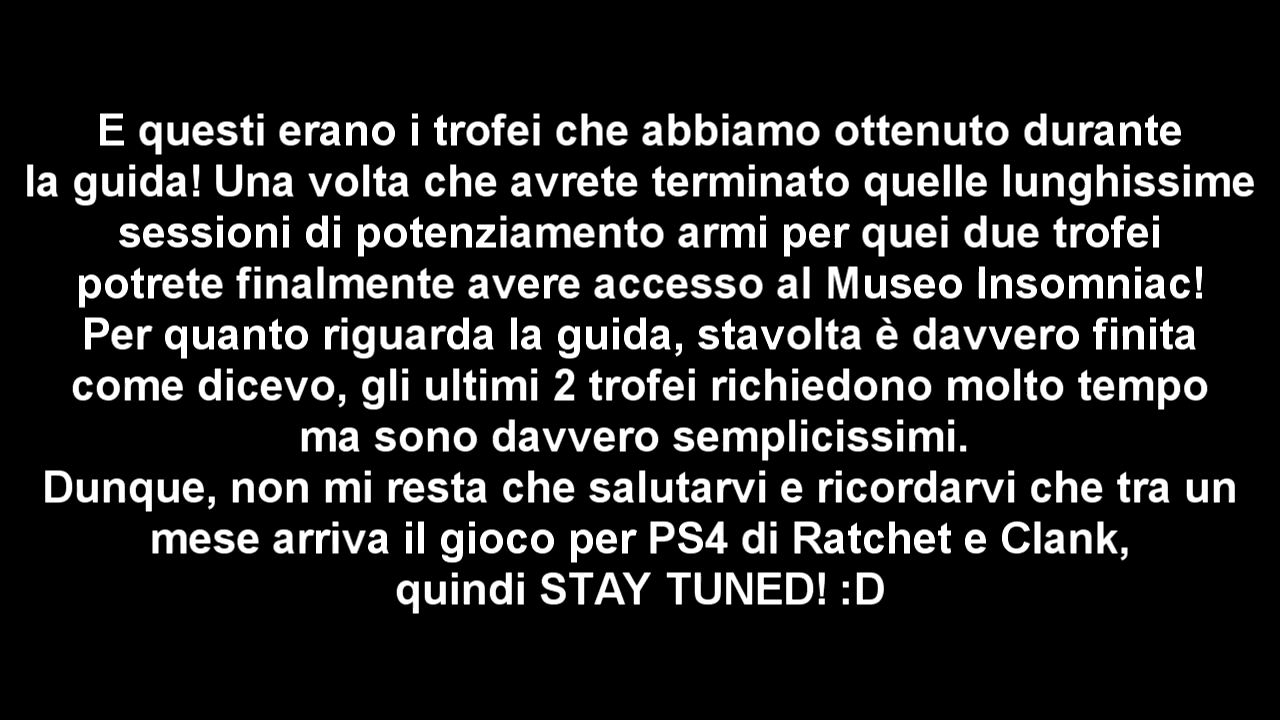 E questi erano i trofei che abbiamo ottenuto durante
la guida! Una volta che avrete terminato quelle lunghissime
sessioni di potenziamento armi per quei due trofei
potrete finalmente avere accesso al Museo Insomniac!
Per quanto riguarda la guida, stavolta è davvero finita
come dicevo, gli ultimi 2 trofei richiedono molto tempo
ma sono davvero semplicissimi.
Dunque, non mi resta che salutarvi e ricordarvi che tra un
mese arriva il gioco per PS4 di Ratchet e Clank,
quindi STAY TUNED! :D